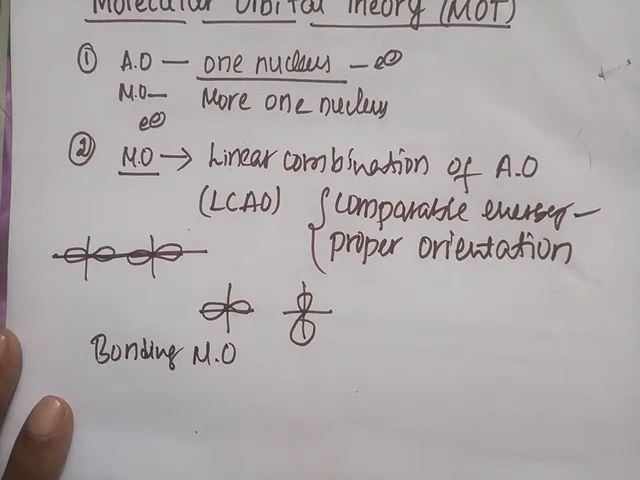 Molecular Orbital Theory (MOT)
① A.O — one nucleus — e⊖
M.O — More one nucleus
e⊖
② M.O → Linear combination of A.O
(LCAO) { comparable energy —
proper orientation
Bonding M.O